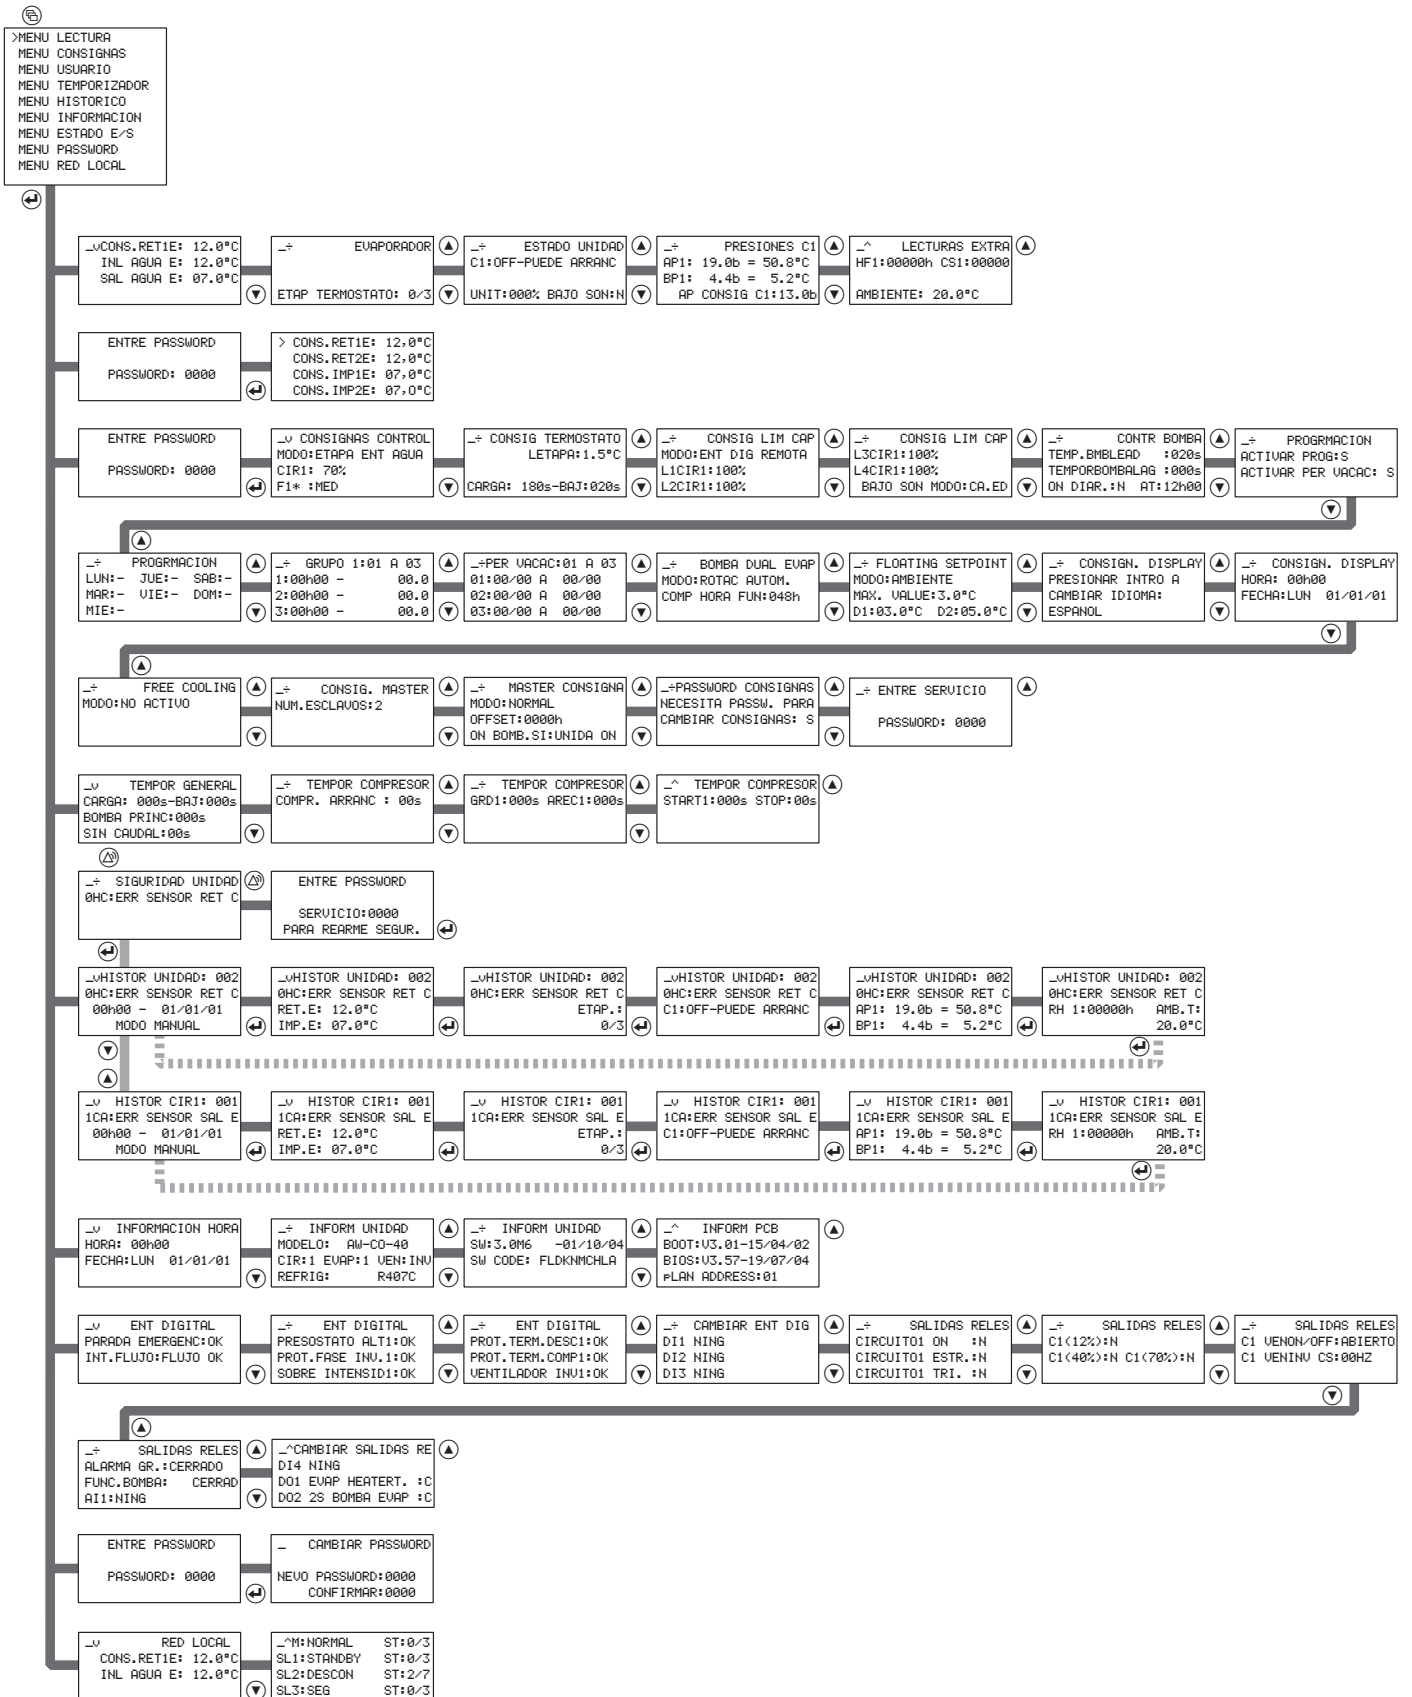 >MENU LECTURA
MENU CONSIGNAS
MENU USUARIO
MENU TEMPORIZADOR
MENU HISTORICO
MENU INFORMACION
MENU ESTADO E/S
MENU PASSWORD
MENU RED LOCAL
_vCONS.RET1E: 12.0°C
INL AGUA E: 12.0°C
SAL AGUA E: 07.0°C
_÷ EVAPORADOR
ETAP TERMOSTATO: 0/3
_÷ ESTADO UNIDAD
C1:OFF-PUEDE ARRANC
UNIT:000% BAJO SON:N
_÷ PRESIONES C1
AP1: 19.0b = 50.8°C
BP1: 4.4b = 5.2°C
AP CONSIG C1:13.0b
_^ LECTURAS EXTRA
HF1:00000h CS1:00000
AMBIENTE: 20.0°C
ENTRE PASSWORD
PASSWORD: 0000
> CONS.RET1E: 12,0°C
CONS.RET2E: 12,0°C
CONS.IMP1E: 07,0°C
CONS.IMP2E: 07,0°C
ENTRE PASSWORD
PASSWORD: 0000
_v CONSIGNAS CONTROL
MODO:ETAPA ENT AGUA
CIR1: 70%
F1* :MED
_÷ CONSIG TERMOSTATO
LETAPA:1.5°C
CARGA: 180s-BAJ:020s
_÷ CONSIG LIM CAP
MODO:ENT DIG REMOTA
L1CIR1:100%
L2CIR1:100%
_÷ CONSIG LIM CAP
L3CIR1:100%
L4CIR1:100%
BAJO SON MODO:CA.ED
_÷ CONTR BOMBA
TEMP.BMBLEAD :020s
TEMPORBOMBALAG :000s
ON DIAR.:N AT:12h00
_÷ PROGRMACION
ACTIVAR PROG:S
ACTIVAR PER VACAC: S
_÷ PROGRMACION
LUN:- JUE:- SAB:-
MAR:- VIE:- DOM:-
MIE:-
_÷ GRUPO 1:01 A 03
1:00h00 - 00.0
2:00h00 - 00.0
3:00h00 - 00.0
_÷PER VACAC:01 A 03
01:00/00 A 00/00
02:00/00 A 00/00
03:00/00 A 00/00
_÷ BOMBA DUAL EVAP
MODO:ROTAC AUTOM.
COMP HORA FUN:048h
_÷ FLOATING SETPOINT
MODO:AMBIENTE
MAX. VALUE:3.0°C
D1:03.0°C D2:05.0°C
_÷ CONSIGN. DISPLAY
PRESIONAR INTRO A
CAMBIAR IDIOMA:
ESPANOL
_÷ CONSIGN. DISPLAY
HORA: 00h00
FECHA:LUN 01/01/01
_÷ FREE COOLING
MODO:NO ACTIVO
_÷ CONSIG. MASTER
NUM.ESCLAVOS:2
_÷ MASTER CONSIGNA
MODO:NORMAL
OFFSET:0000h
ON BOMB.SI:UNIDA ON
_÷PASSWORD CONSIGNAS
NECESITA PASSW. PARA
CAMBIAR CONSIGNAS: S
_÷ ENTRE SERVICIO
PASSWORD: 0000
_v TEMPOR GENERAL
CARGA: 000s-BAJ:000s
BOMBA PRINC:000s
SIN CAUDAL:00s
_÷ TEMPOR COMPRESOR
COMPR. ARRANC : 00s
_÷ TEMPOR COMPRESOR
GRD1:000s AREC1:000s
_^ TEMPOR COMPRESOR
START1:000s STOP:00s
_÷ SIGURIDAD UNIDAD
0HC:ERR SENSOR RET C
ENTRE PASSWORD
SERVICIO:0000
PARA REARME SEGUR.
_vHISTOR UNIDAD: 002
0HC:ERR SENSOR RET C
00h00 - 01/01/01
MODO MANUAL
_vHISTOR UNIDAD: 002
0HC:ERR SENSOR RET C
RET.E: 12.0°C
IMP.E: 07.0°C
_vHISTOR UNIDAD: 002
0HC:ERR SENSOR RET C
ETAP.:
0/3
_vHISTOR UNIDAD: 002
0HC:ERR SENSOR RET C
C1:OFF-PUEDE ARRANC
_vHISTOR UNIDAD: 002
0HC:ERR SENSOR RET C
AP1: 19.0b = 50.8°C
BP1: 4.4b = 5.2°C
_vHISTOR UNIDAD: 002
0HC:ERR SENSOR RET C
RH 1:00000h AMB.T:
20.0°C
_v HISTOR CIR1: 001
1CA:ERR SENSOR SAL E
00h00 - 01/01/01
MODO MANUAL
_v HISTOR CIR1: 001
1CA:ERR SENSOR SAL E
RET.E: 12.0°C
IMP.E: 07.0°C
_v HISTOR CIR1: 001
1CA:ERR SENSOR SAL E
ETAP.:
0/3
_v HISTOR CIR1: 001
1CA:ERR SENSOR SAL E
C1:OFF-PUEDE ARRANC
_v HISTOR CIR1: 001
1CA:ERR SENSOR SAL E
AP1: 19.0b = 50.8°C
BP1: 4.4b = 5.2°C
_v HISTOR CIR1: 001
1CA:ERR SENSOR SAL E
RH 1:00000h AMB.T:
20.0°C
_v INFORMACION HORA
HORA: 00h00
FECHA:LUN 01/01/01
_÷ INFORM UNIDAD
MODELO: AW-CO-40
CIR:1 EVAP:1 VEN:INV
REFRIG: R407C
_÷ INFORM UNIDAD
SW:3.0M6 -01/10/04
SW CODE: FLDKNMCHLA
_^ INFORM PCB
BOOT:V3.01-15/04/02
BIOS:V3.57-19/07/04
pLAN ADDRESS:01
_v ENT DIGITAL
PARADA EMERGENC:OK
INT.FLUJO:FLUJO OK
_÷ ENT DIGITAL
PRESOSTATO ALT1:OK
PROT.FASE INV.1:OK
SOBRE INTENSID1:OK
_÷ ENT DIGITAL
PROT.TERM.DESC1:OK
PROT.TERM.COMP1:OK
VENTILADOR INV1:OK
_÷ CAMBIAR ENT DIG
DI1 NING
DI2 NING
DI3 NING
_÷ SALIDAS RELES
CIRCUITO1 ON :N
CIRCUITO1 ESTR.:N
CIRCUITO1 TRI. :N
_÷ SALIDAS RELES
C1(12%):N
C1(40%):N C1(70%):N
_÷ SALIDAS RELES
C1 VENON/OFF:ABIERTO
C1 VENINV CS:00HZ
_÷ SALIDAS RELES
ALARMA GR.:CERRADO
FUNC.BOMBA: CERRAD
AI1:NING
_^CAMBIAR SALIDAS RE
DI4 NING
DO1 EVAP HEATERT. :C
DO2 2S BOMBA EVAP :C
ENTRE PASSWORD
PASSWORD: 0000
_ CAMBIAR PASSWORD
NEVO PASSWORD:0000
CONFIRMAR:0000
_v RED LOCAL
CONS.RET1E: 12.0°C
INL AGUA E: 12.0°C
_^M:NORMAL ST:0/3
SL1:STANDBY ST:0/3
SL2:DESCON ST:2/7
SL3:SEG ST:0/3